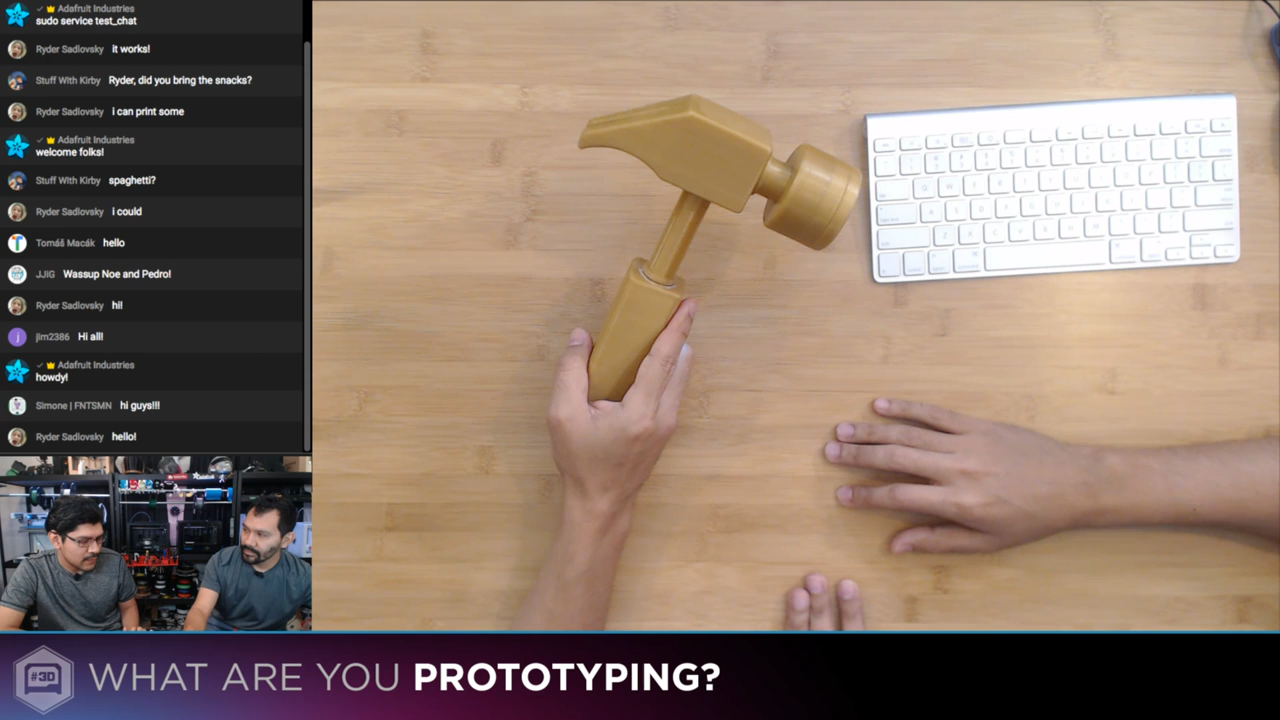 Adafruit Industries
sudo service test_chat
Ryder Sadlovsky it works!
Stuff With Kirby Ryder, did you bring the snacks?
Ryder Sadlovsky i can print some
Adafruit Industries
welcome folks!
Stuff With Kirby spaghetti?
Ryder Sadlovsky i could
Tomáš Macák hello
JJIG Wassup Noe and Pedro!
Ryder Sadlovsky hi!
j jim2386 Hi all!
Adafruit Industries
howdy!
Simone | FNTSMN hi guys!!!
Ryder Sadlovsky hello!
#3D
WHAT ARE YOU PROTOTYPING?